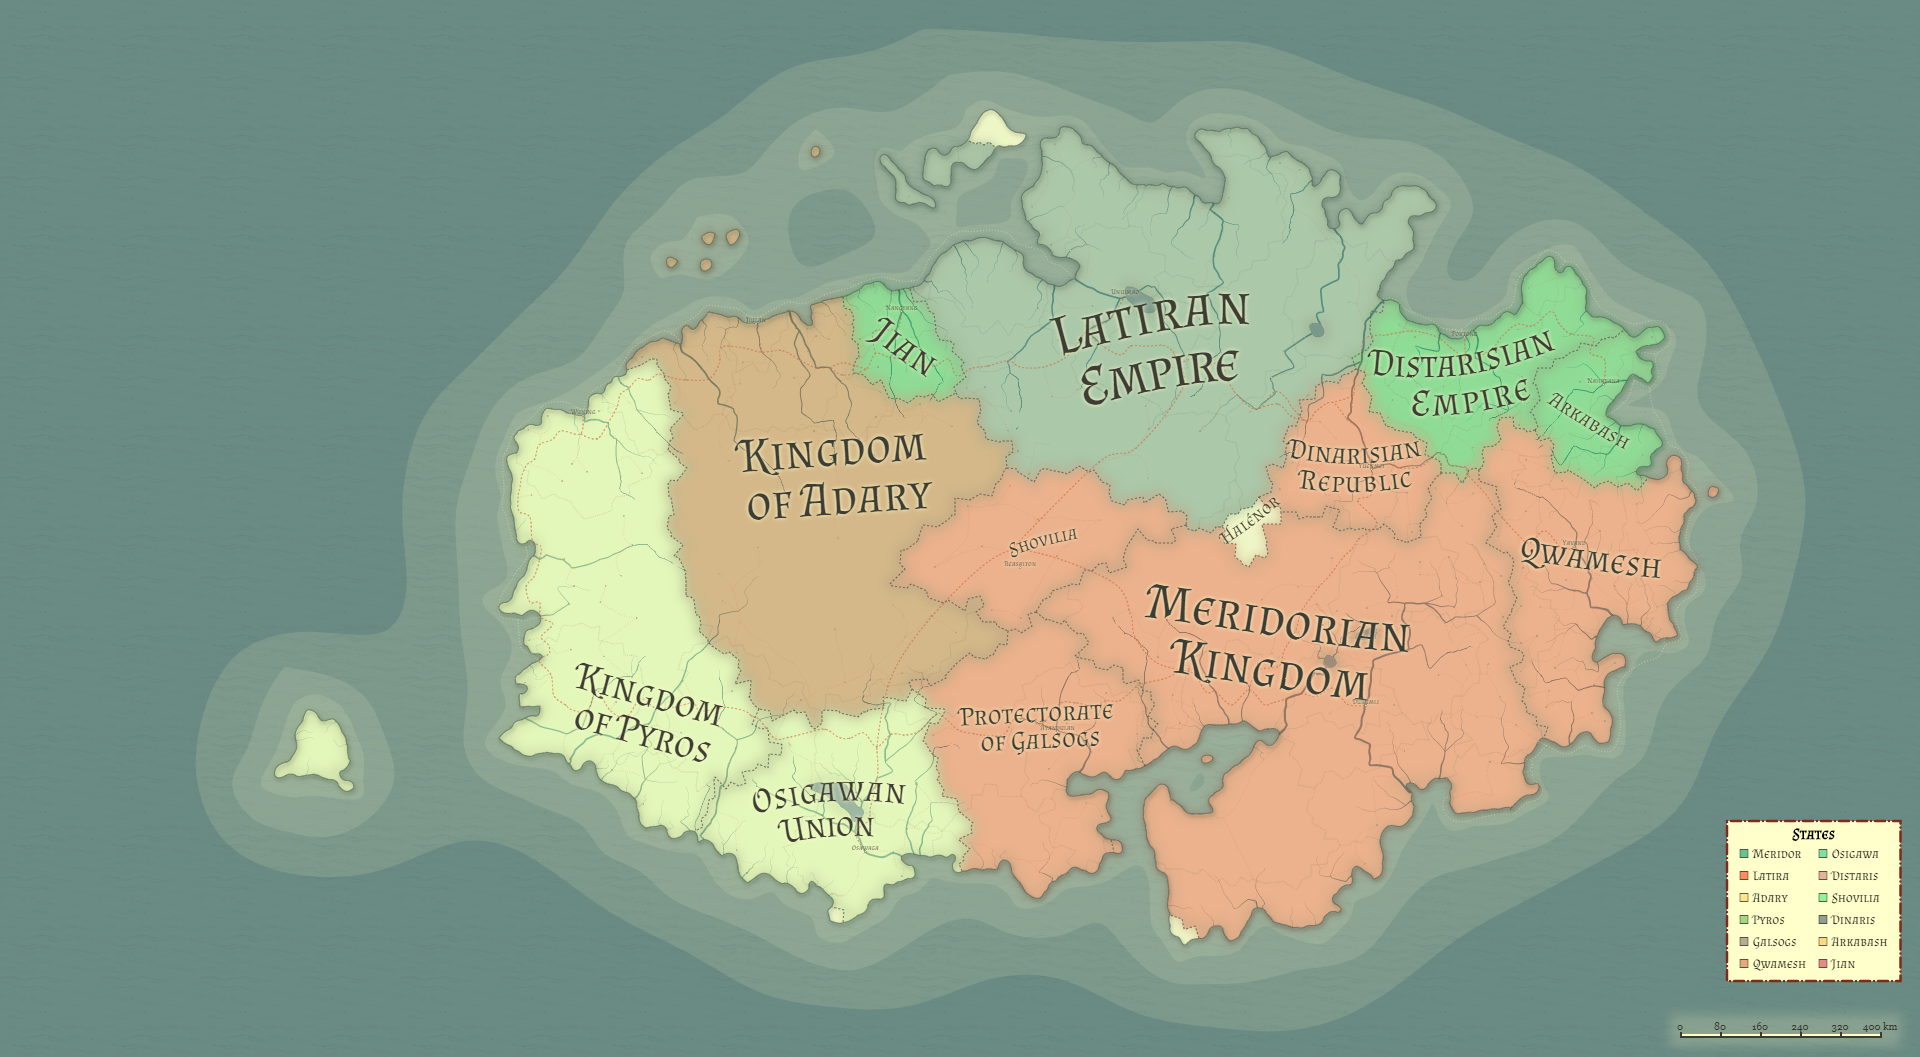 Jian
Latiran
Empire
Distarisian
Empire
Arkabash
Kingdom
of Adary
Dinarisian
Republic
Halénor
Shovilia
Qwamesh
Meridorian
Kingdom
Kingdom
of Pyros
Protectorate
of Galsogs
Osigawan
Union
Osawaga
States
Meridor
Latira
Adary
Pyros
Galsogs
Qwamesh
Osigawa
Distaris
Shovilia
Dinaris
Arkabash
Jian
0 80 160 240 320 400 km